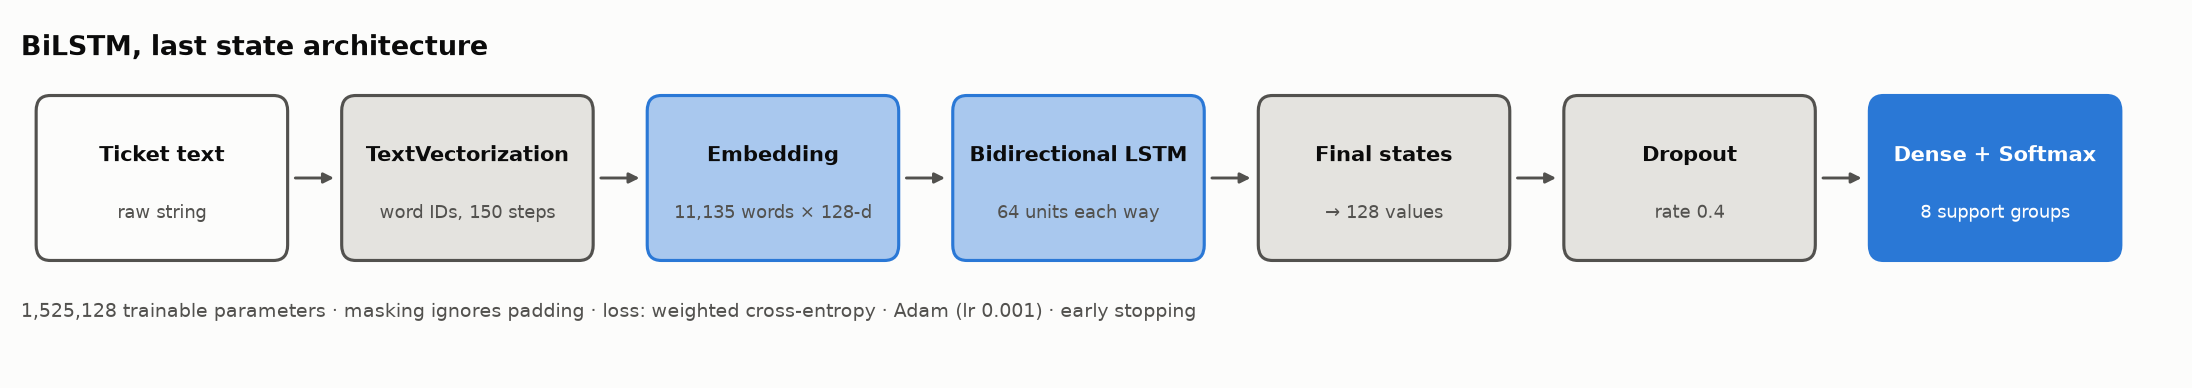 BiLSTM, last state architecture
Ticket text
raw string
TextVectorization
word IDs, 150 steps
Embedding
11,135 words × 128-d
Bidirectional LSTM
64 units each way
Final states
→ 128 values
Dropout
rate 0.4
Dense + Softmax
8 support groups
1,525,128 trainable parameters · masking ignores padding · loss: weighted cross-entropy · Adam (lr 0.001) · early stopping